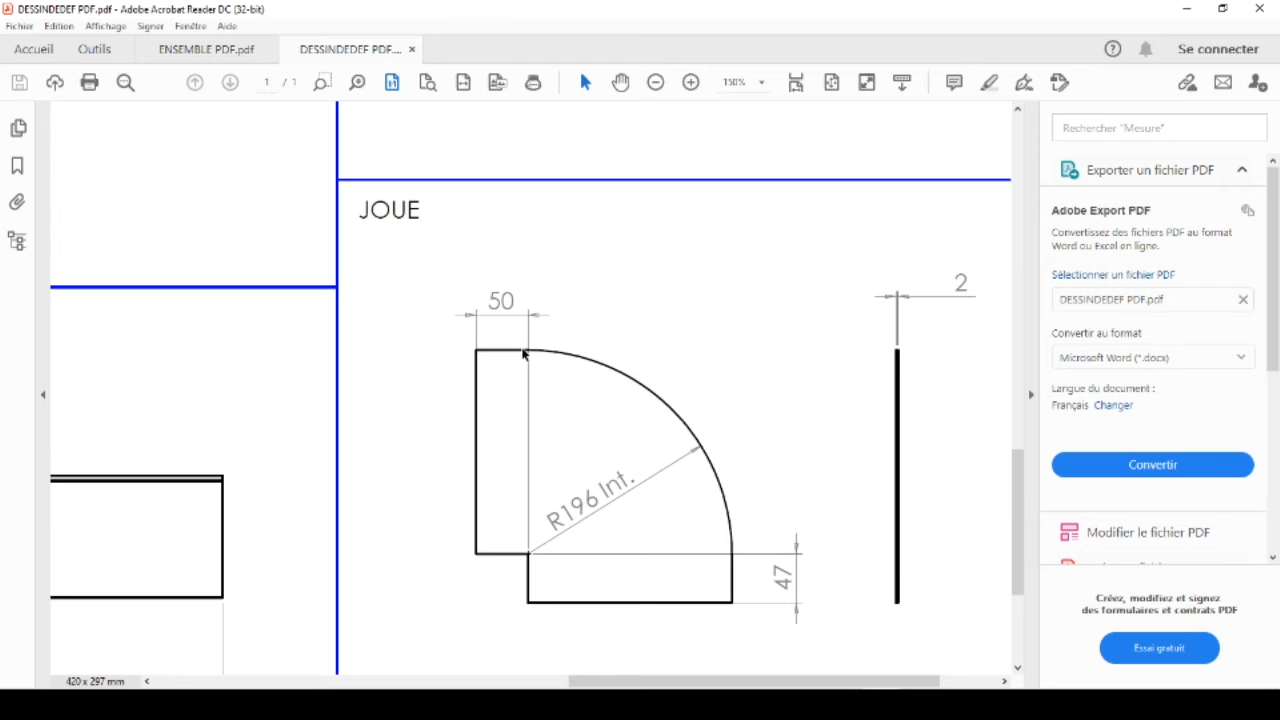 DESSINDEDEF PDF.pdf - Adobe Acrobat Reader DC (32-bit)
Fichier Edition Affichage Signer Fenêtre Aide
Accueil Outils ENSEMBLE PDF.pdf DESSINDEDEF PDF.... × Se connecter
1 / 1 150%
Rechercher "Mesure"
Exporter un fichier PDF
Adobe Export PDF
Convertissez des fichiers PDF au format
Word ou Excel en ligne.
Sélectionner un fichier PDF
DESSINDEDEF PDF.pdf
Convertir au format
Microsoft Word (*.docx)
Langue du document :
Français Changer
Convertir
Modifier le fichier PDF
Créez, modifiez et signez
des formulaires et contrats PDF
Essai gratuit
JOUE
50
2
R196 Int.
47
420 x 297 mm